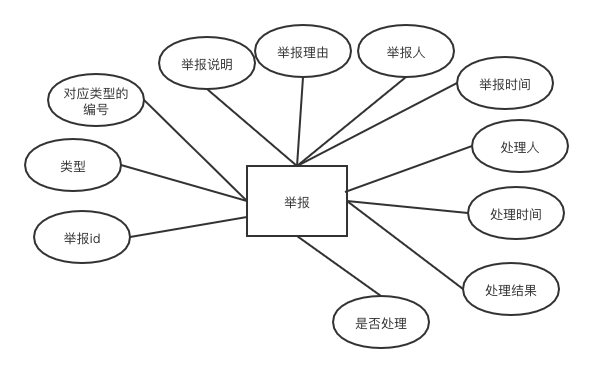 举报说明
举报理由
举报人
举报时间
对应类型的
编号
处理人
类型
举报
处理时间
举报id
处理结果
是否处理